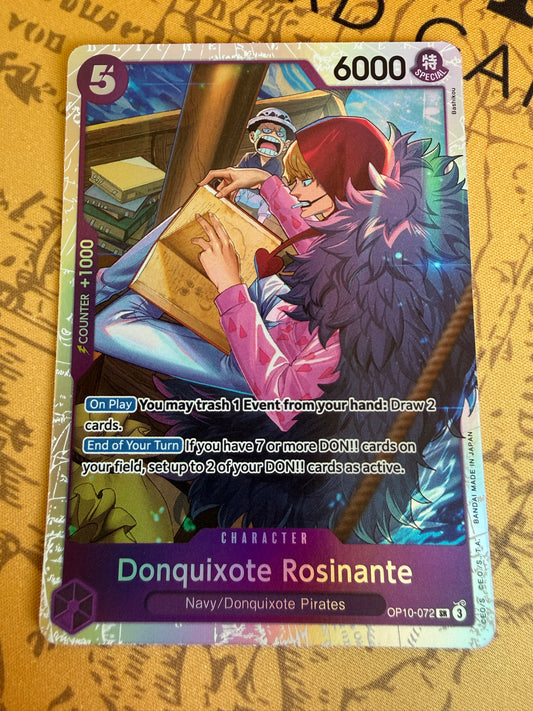 CARD
5
6000
特
SPECIAL
Bashikou
COUNTER +1000
On Play You may trash 1 Event from your hand: Draw 2
cards.
End of Your Turn If you have 7 or more DON!! cards on
your field, set up to 2 of your DON!! cards as active.
CHARACTER
Donquixote Rosinante
Navy/Donquixote Pirates
OP10-072 SR 3
BANDAI MADE IN JAPAN